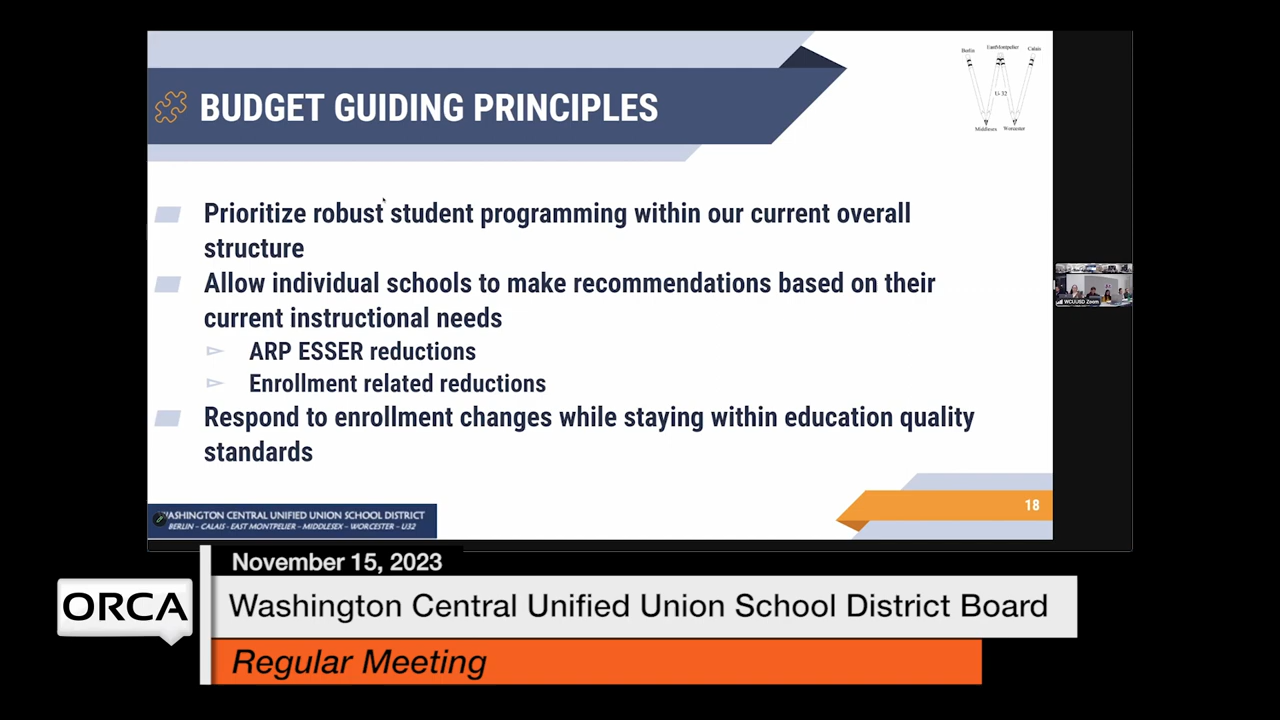 BUDGET GUIDING PRINCIPLES
Berlin
EastMontpelier
Calais
U-32
Middlesex
Worcester
Prioritize robust student programming within our current overall
structure
Allow individual schools to make recommendations based on their
current instructional needs
ARP ESSER reductions
Enrollment related reductions
Respond to enrollment changes while staying within education quality
standards
WCUUSD Zoom
18
WASHINGTON CENTRAL UNIFIED UNION SCHOOL DISTRICT
BERLIN – CALAIS - EAST MONTPELIER – MIDDLESEX – WORCESTER – U32
November 15, 2023
ORCA
Washington Central Unified Union School District Board
Regular Meeting